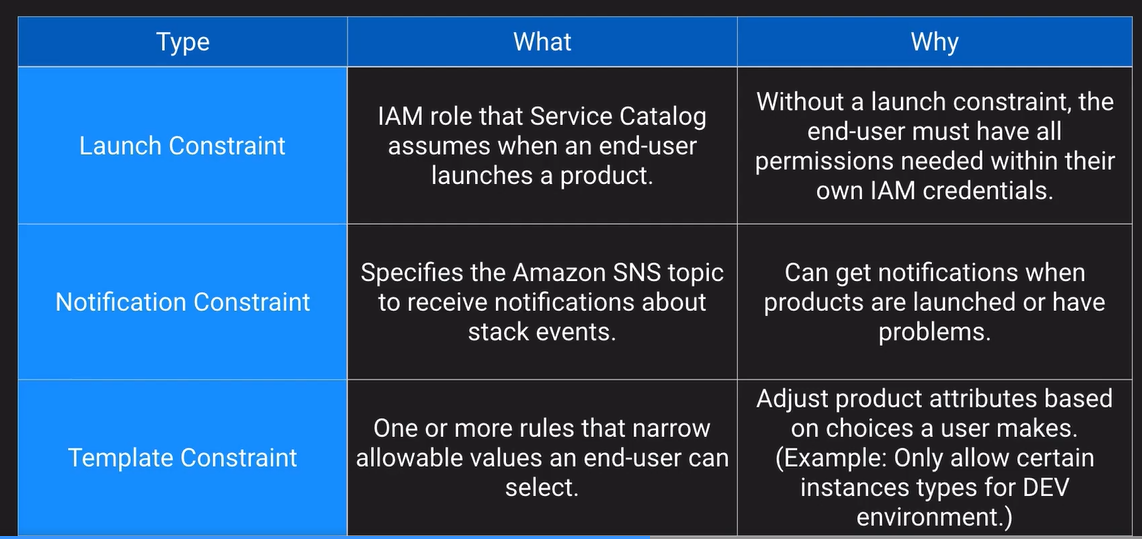 Type
What
Why
Launch Constraint
IAM role that Service Catalog
assumes when an end-user
launches a product.
Without a launch constraint, the
end-user must have all
permissions needed within their
own IAM credentials.
Notification Constraint
Specifies the Amazon SNS topic
to receive notifications about
stack events.
Can get notifications when
products are launched or have
problems.
Template Constraint
One or more rules that narrow
allowable values an end-user can
select.
Adjust product attributes based
on choices a user makes.
(Example: Only allow certain
instances types for DEV
environment.)